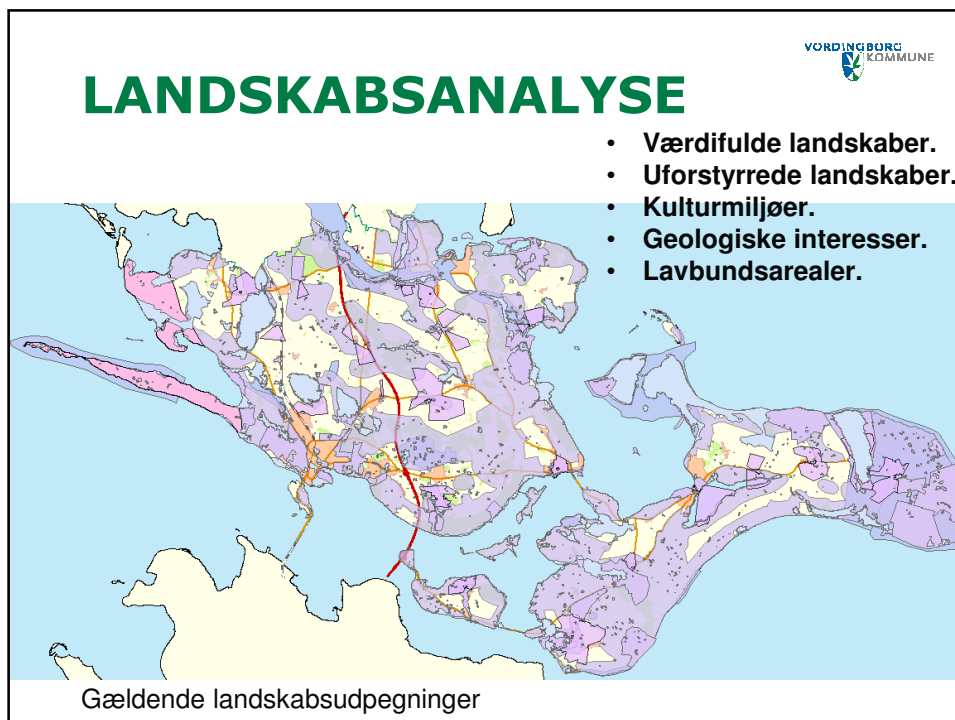 VORDINGBORG
KOMMUNE
LANDSKABSANALYSE
• Værdifulde landskaber.
• Uforstyrrede landskaber.
• Kulturmiljøer.
• Geologiske interesser.
• Lavbundsarealer.
Gældende landskabsudpegninger